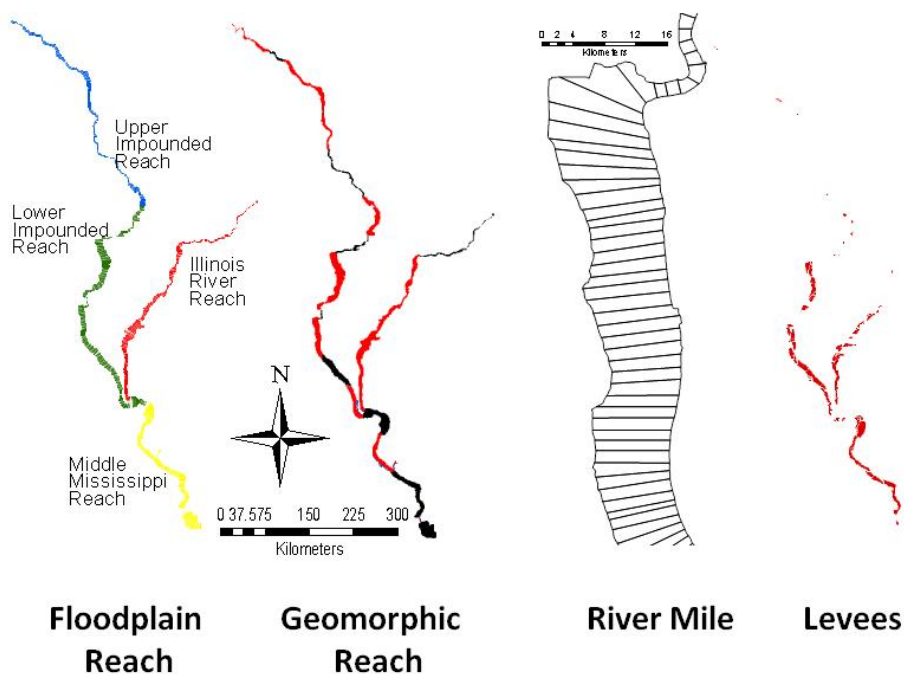 0 2 4 8 12 16
Kilometers
Upper
Impounded
Reach
Lower
Impounded
Reach
Illinois
River
Reach
N
Middle
Mississippi
Reach
0 37.575 150 225 300
Kilometers
Floodplain
Reach
Geomorphic
Reach
River Mile
Levees